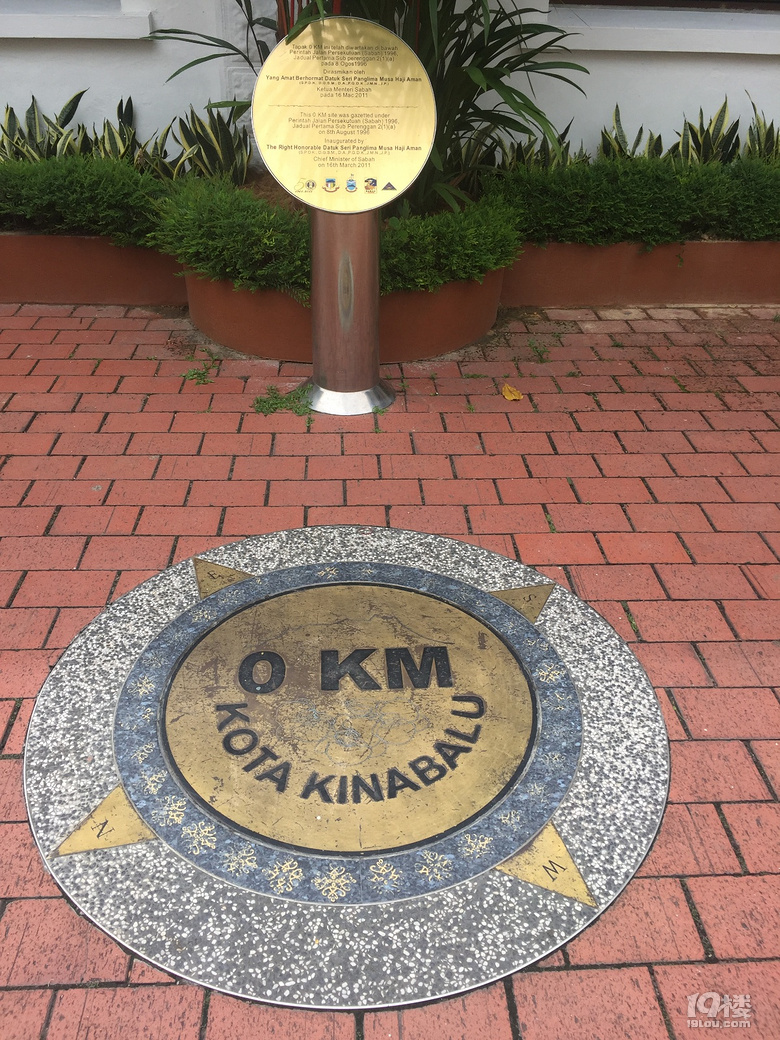 Tapak 0 KM ini telah diwartakan di bawah
Perintah Jalan Persekutuan (Sabah) 1996,
Jadual Pertama Sub perenggan 2(1)(a)
pada 8 Ogos 1996
Dirasmikan oleh
Yang Amat Berhormat Datuk Seri Panglima Musa Haji Aman
Ketua Menteri Sabah
pada 16 Mac 2011
This 0 KM site was gazetted under
Perintah Jalan Persekutuan (Sabah) 1996,
Jadual Pertama Sub Perenggan 2(1)(a)
on 8th August 1996
Inaugurated by
The Right Honorable Datuk Seri Panglima Musa Haji Aman
Chief Minister of Sabah
on 16th March 2011
E
S
0 KM
KOTA KINABALU
N
W
19楼
19lou.com